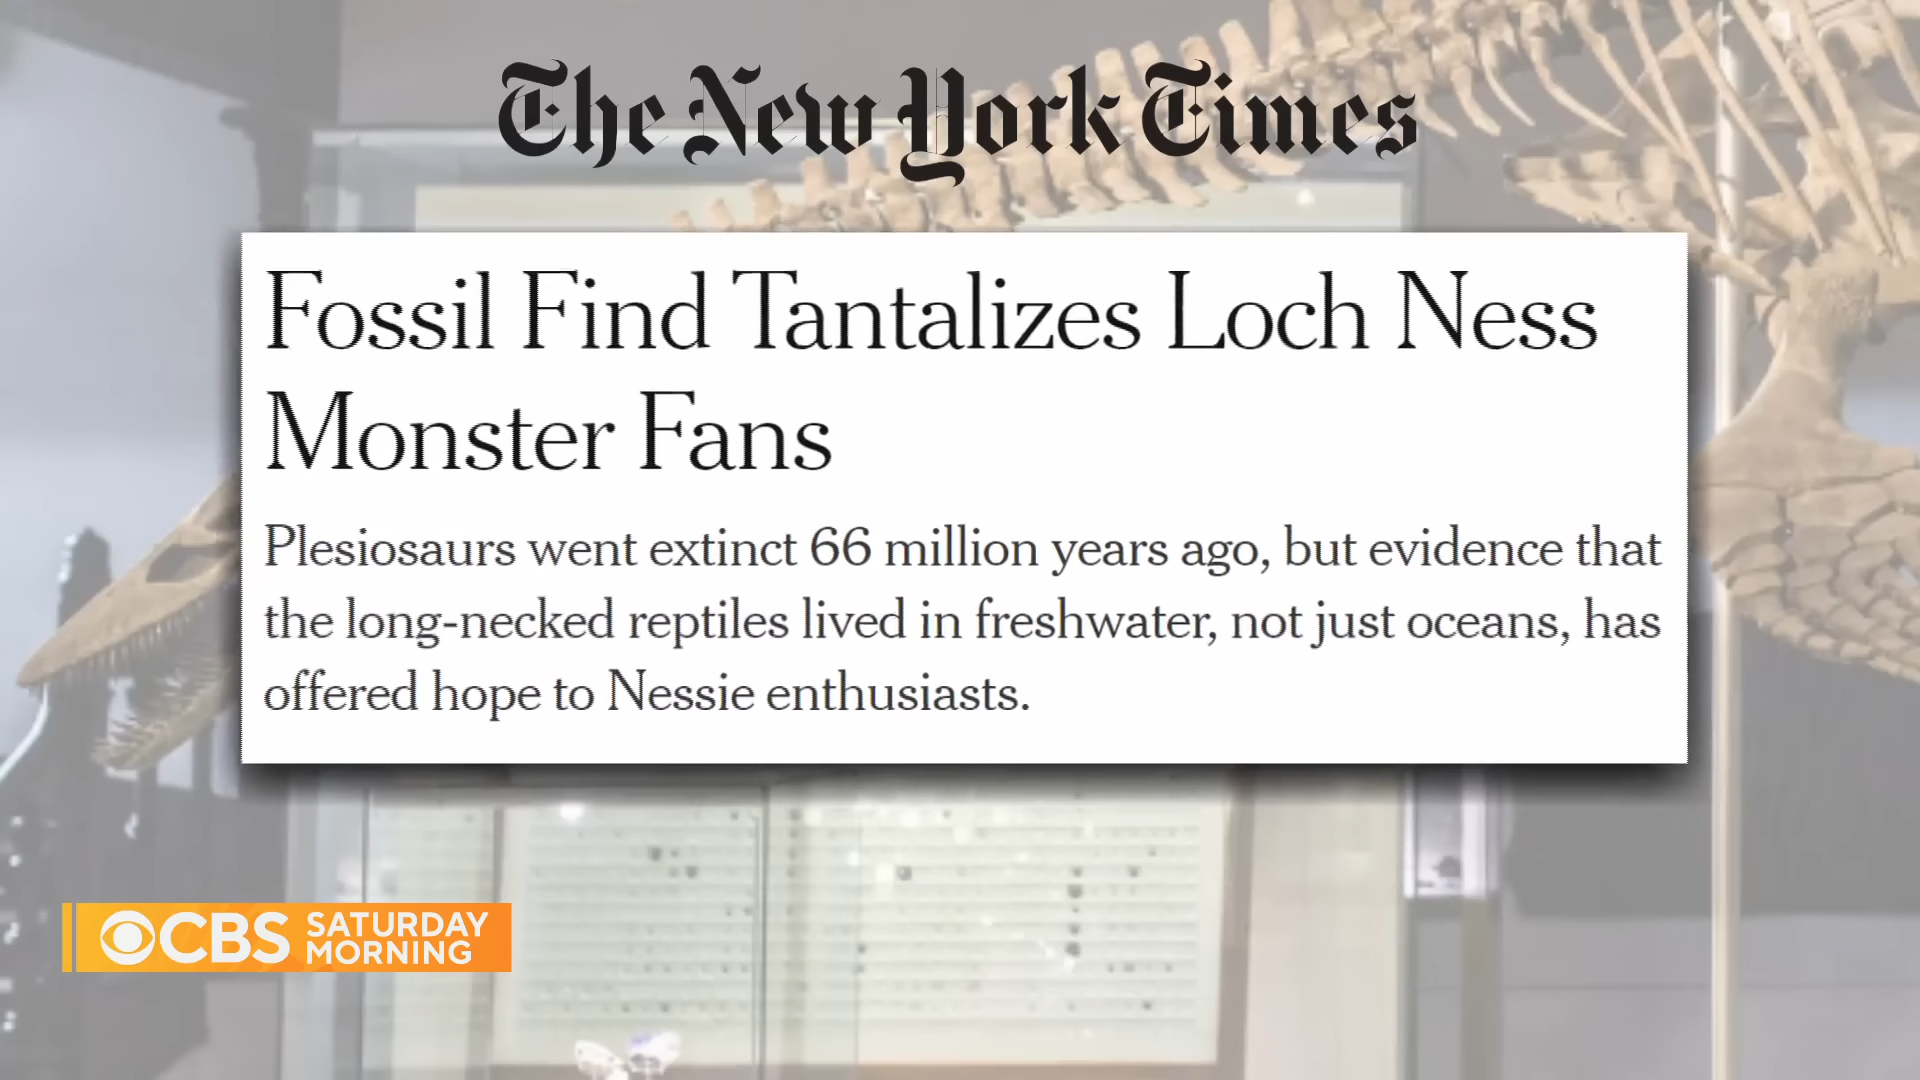 The New York Times
Fossil Find Tantalizes Loch Ness
Monster Fans
Plesiosaurs went extinct 66 million years ago, but evidence that
the long-necked reptiles lived in freshwater, not just oceans, has
offered hope to Nessie enthusiasts.
CBS SATURDAY
MORNING